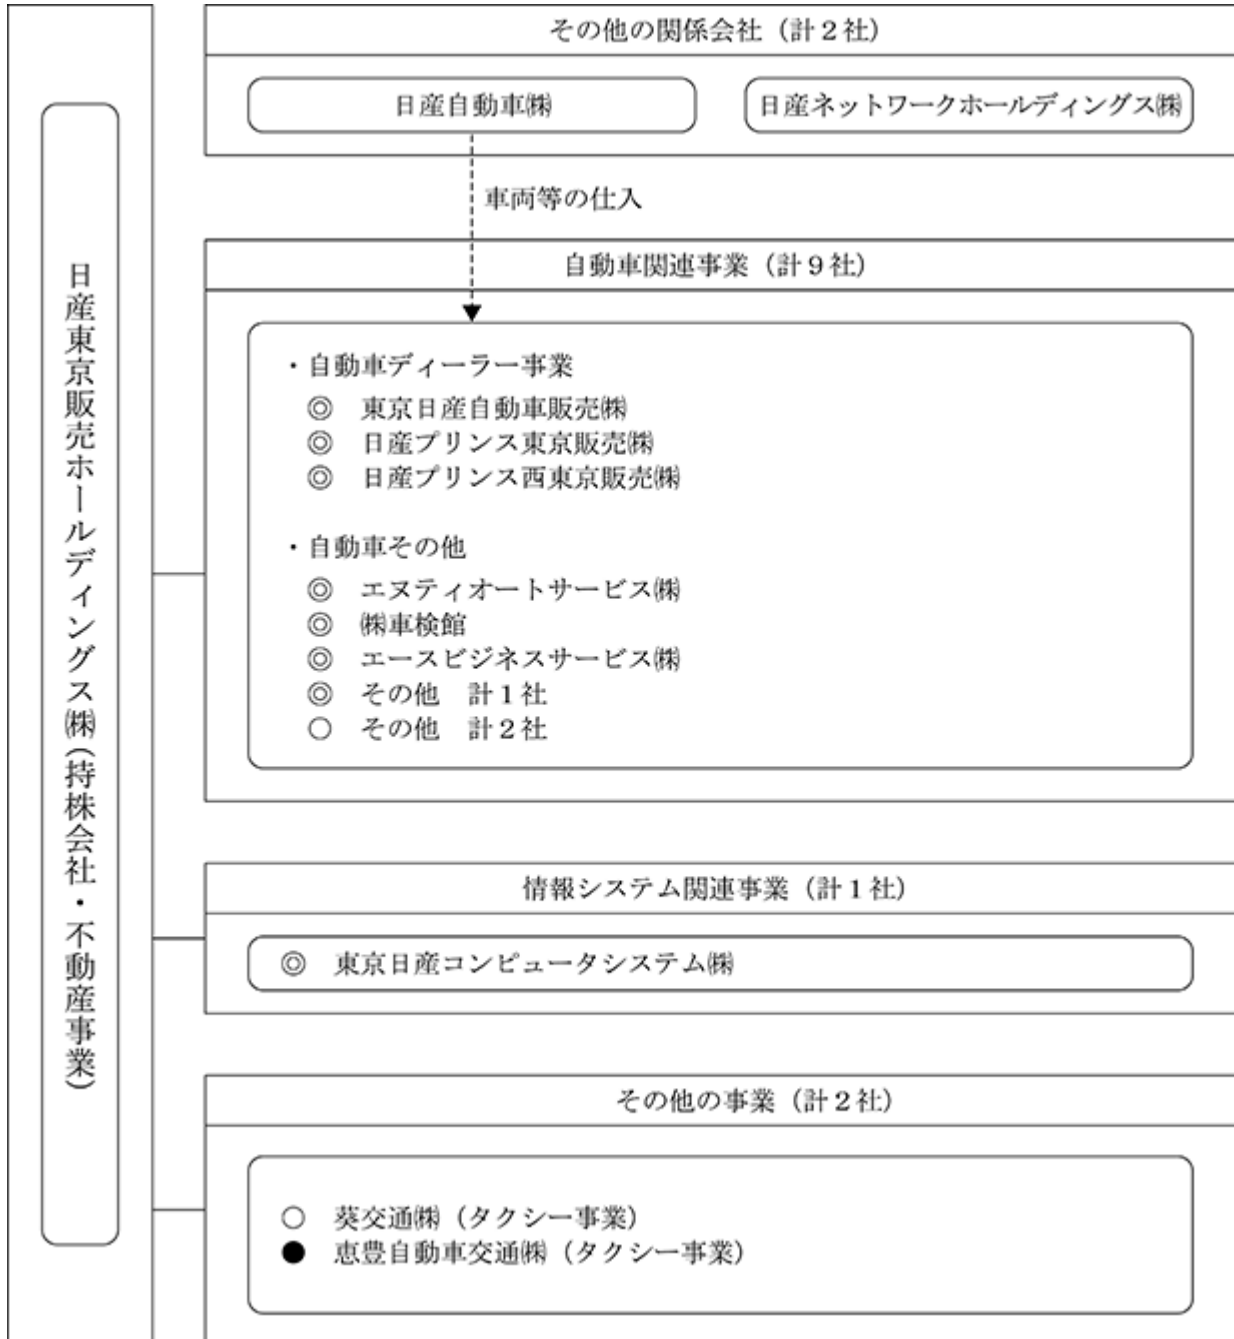 その他の関係会社（計２社）
日産自動車㈱
日産ネットワークホールディングス㈱
車両等の仕入
日産東京販売ホールディングス㈱（持株会社・不動産事業）
自動車関連事業（計９社）
・自動車ディーラー事業
◎ 東京日産自動車販売㈱
◎ 日産プリンス東京販売㈱
◎ 日産プリンス西東京販売㈱
・自動車その他
◎ エヌティオートサービス㈱
◎ ㈱車検館
◎ エースビジネスサービス㈱
◎ その他　計１社
○ その他　計２社
情報システム関連事業（計１社）
◎ 東京日産コンピュータシステム㈱
その他の事業（計２社）
○ 葵交通㈱（タクシー事業）
● 恵豊自動車交通㈱（タクシー事業）